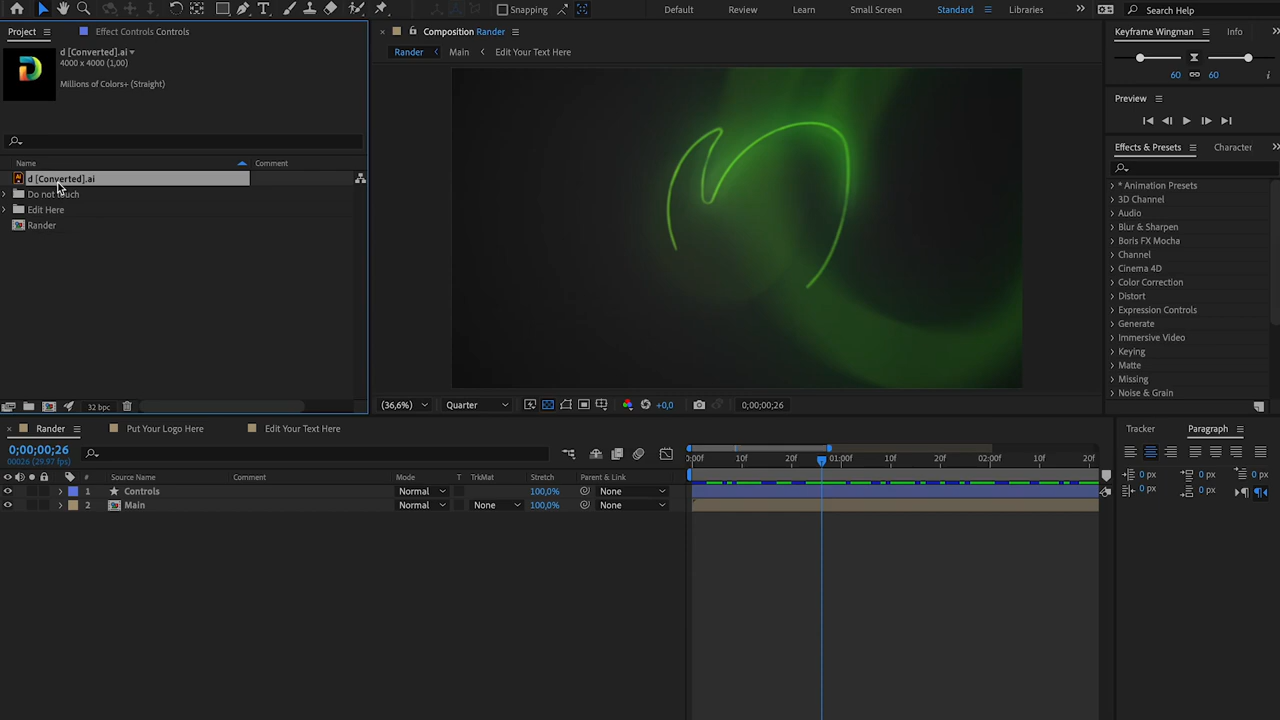 Snapping
Default
Review
Learn
Small Screen
Standard
Libraries
Search Help
Project
Effect Controls Controls
d [Converted].ai
4000 x 4000 (1,00)
Millions of Colors+ (Straight)
Name
Comment
d [Converted].ai
Do not touch
Edit Here
Rander
32 bpc
Composition Rander
Rander
Main
Edit Your Text Here
(36,6%)
Quarter
+0,0
0;00;00;26
Keyframe Wingman
Info
60
60
Preview
Effects & Presets
Character
* Animation Presets
3D Channel
Audio
Blur & Sharpen
Boris FX Mocha
Channel
Cinema 4D
Color Correction
Distort
Expression Controls
Generate
Immersive Video
Keying
Matte
Missing
Noise & Grain
Rander
Put Your Logo Here
Edit Your Text Here
0;00;00;26
00026 (29.97 fps)
0:00f
10f
20f
01:00f
10f
20f
02:00f
10f
20f
#
Source Name
Comment
Mode
T
TrkMat
Stretch
Parent & Link
1
Controls
Normal
100,0%
None
2
Main
Normal
None
100,0%
None
Tracker
Paragraph
0 px
0 px
0 px
0 px
0 px